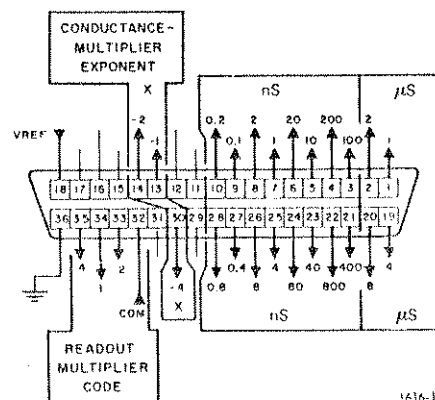 CONDUCTANCE-
MULTIPLIER
EXPONENT
X
nS
μS
-2
0.2
2
20
200
2
VREF
-1
0.1
1
10
100
1
18 17 16 15 14 13 12 11 10 9 8 7 6 5 4 3 2 1
36 35 34 33 32 31 30 29 28 27 26 25 24 23 22 21 20 19
4
2
0.4
4
40
400
4
1
COM
-4
0.8
8
80
800
8
X
nS
μS
READOUT
MULTIPLIER
CODE